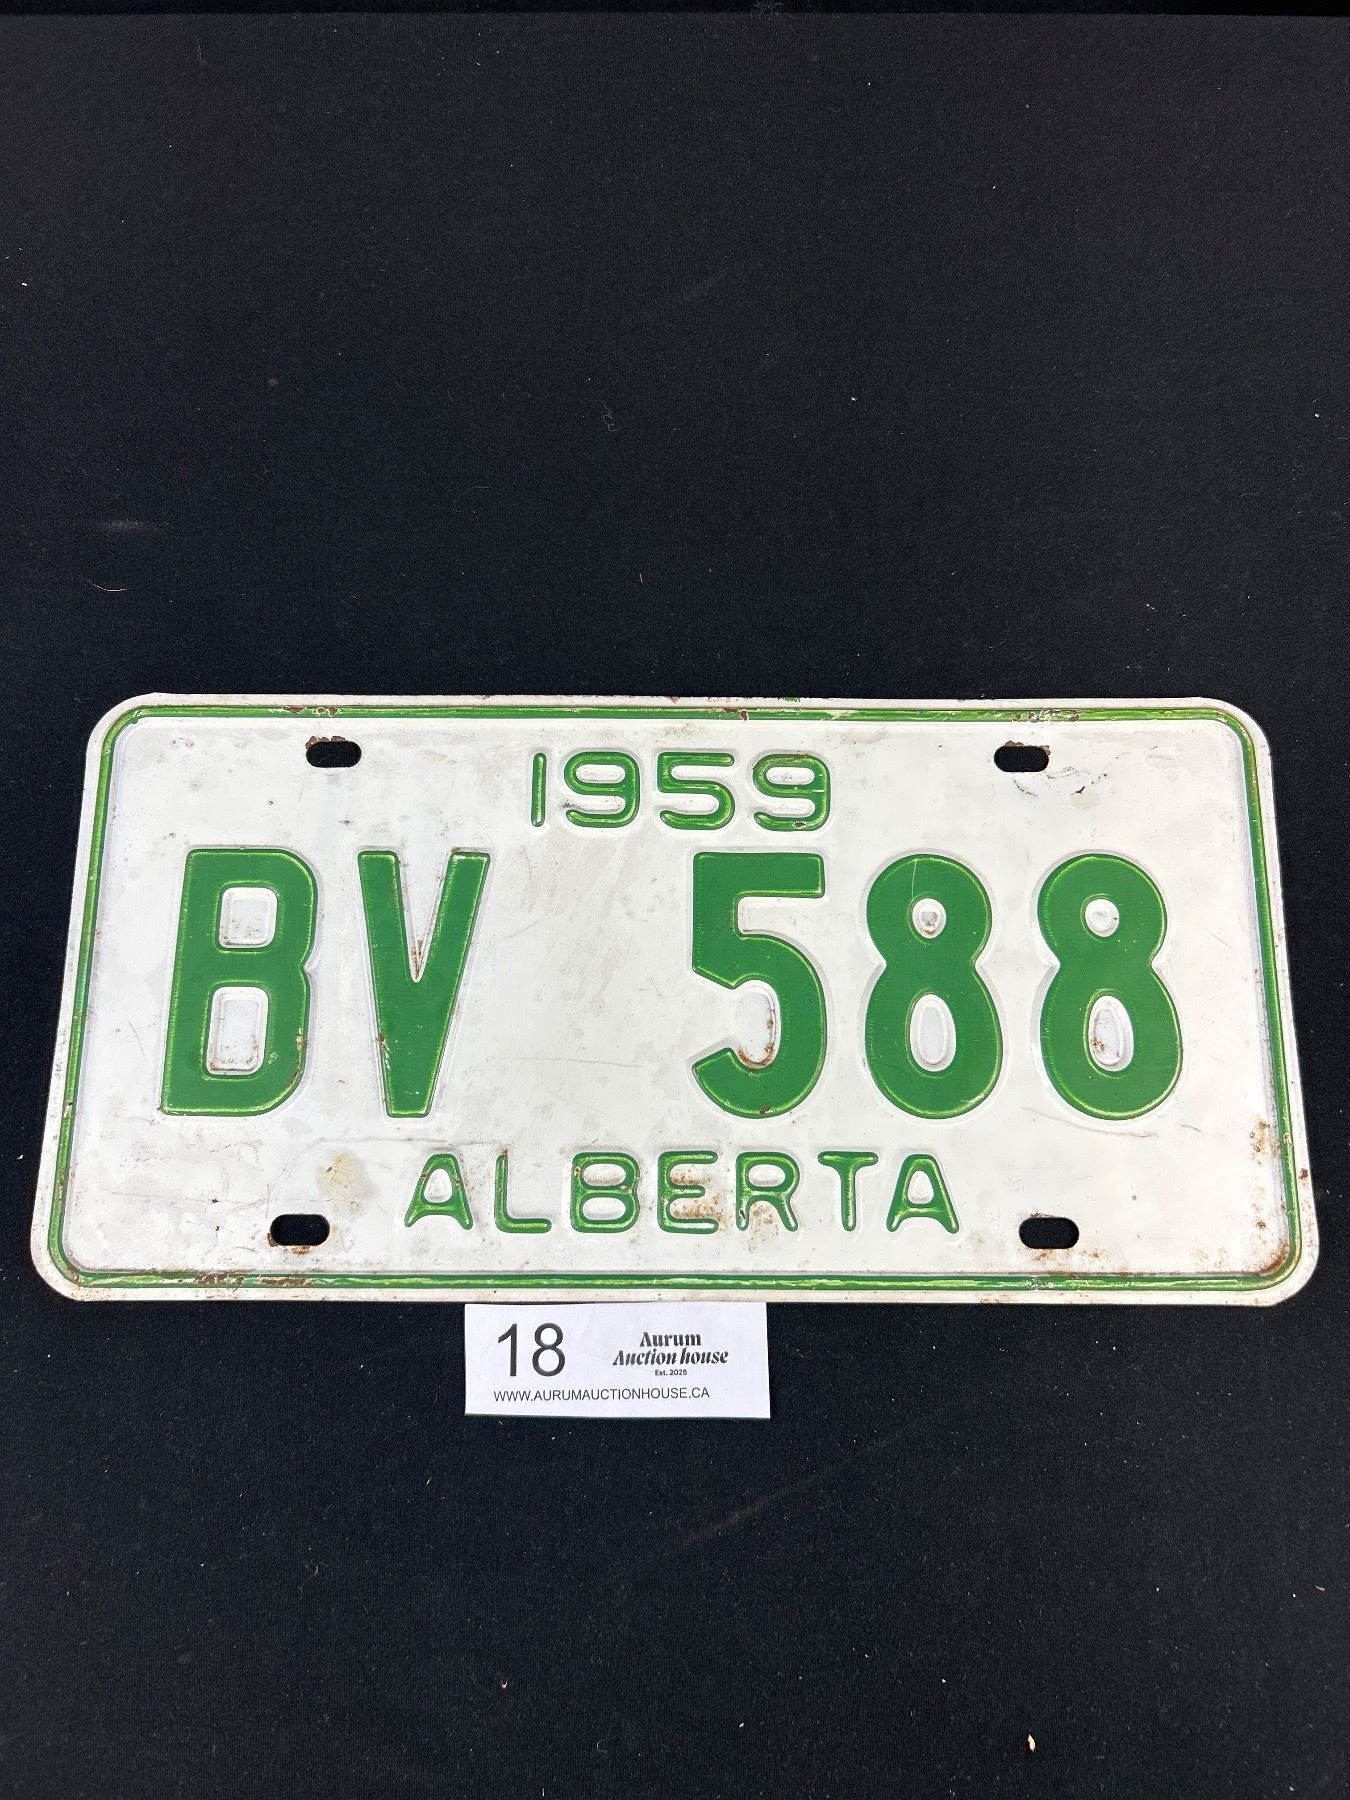 1959
BV 588
ALBERTA
18 Aurum
Auction house
Est. 2025
WWW.AURUMAUCTIONHOUSE.CA